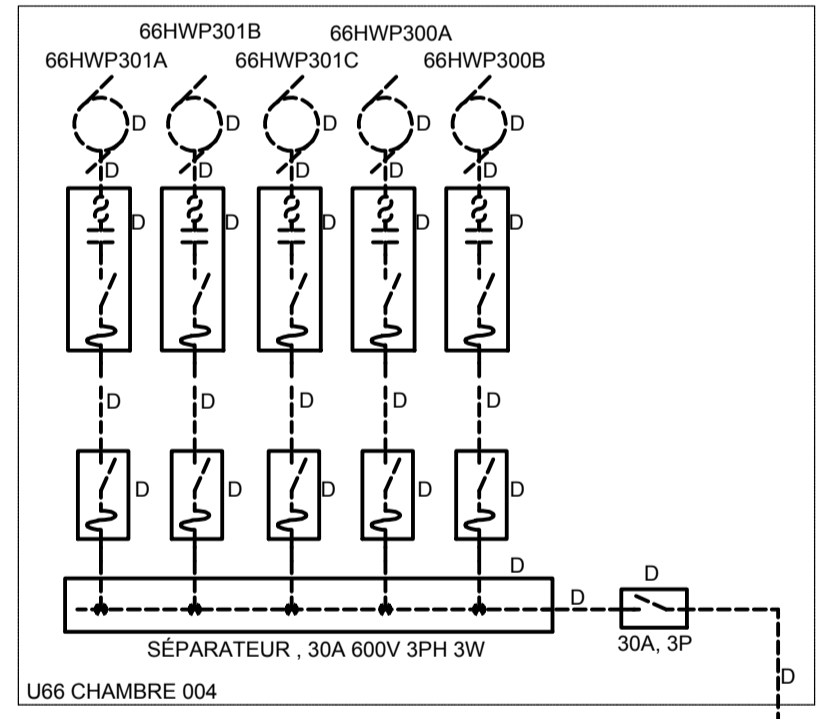 66HWP301B 66HWP300A
66HWP301A 66HWP301C 66HWP300B
D D D D D
D D D D D
D D D D D
D D D D D
D D D D D
D
D
D
SÉPARATEUR , 30A 600V 3PH 3W
30A, 3P
D
U66 CHAMBRE 004